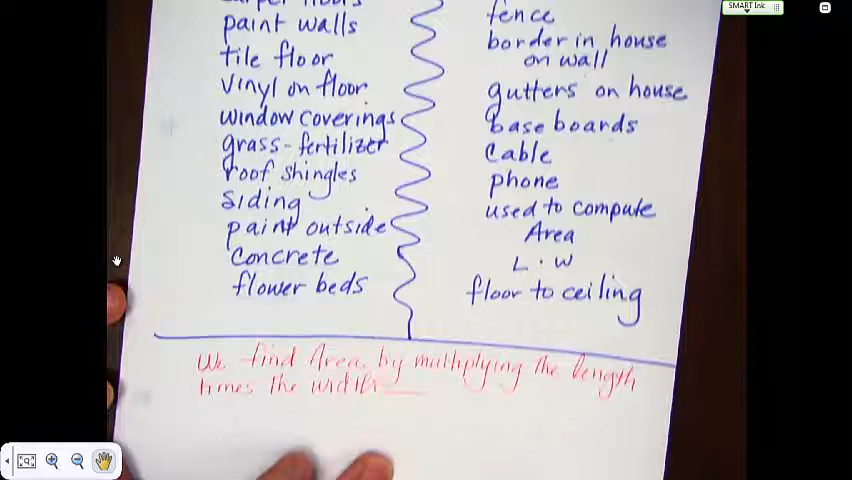 SMART Ink
carpet floors
paint walls
tile floor
vinyl on floor
window coverings
grass-fertilizer
roof shingles
siding
paint outside
Concrete
flower beds
fence
border in house
on wall
gutters on house
base boards
Cable
phone
used to compute
Area
L . W
floor to ceiling
We find Area by multiplying the length
times the width